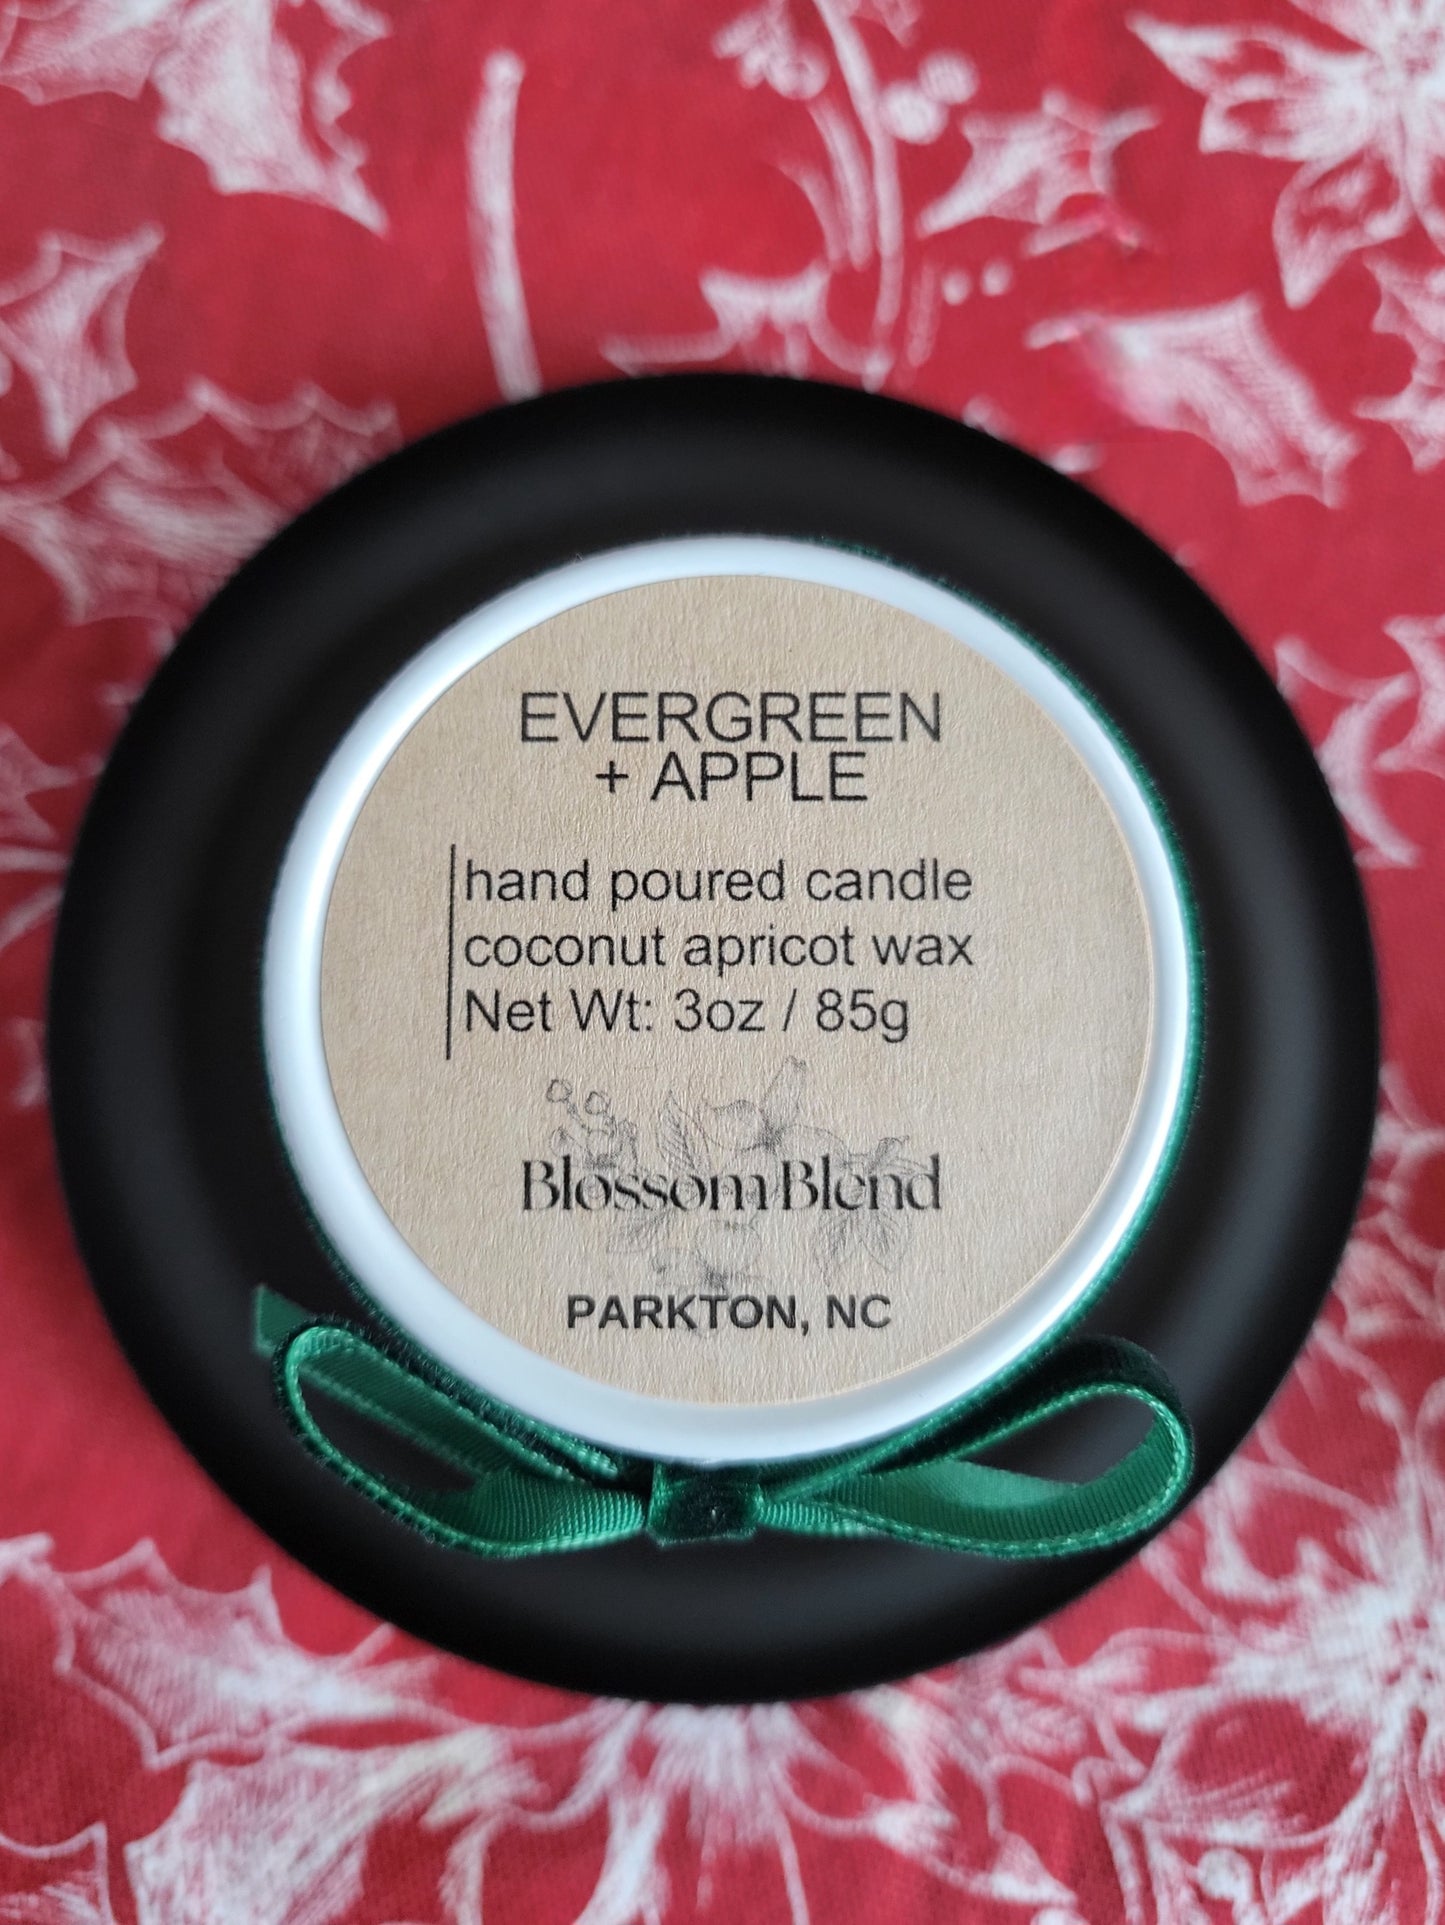 EVERGREEN
+ APPLE
hand poured candle
coconut apricot wax
Net Wt: 3oz / 85g
Blossom Blend
PARKTON, NC